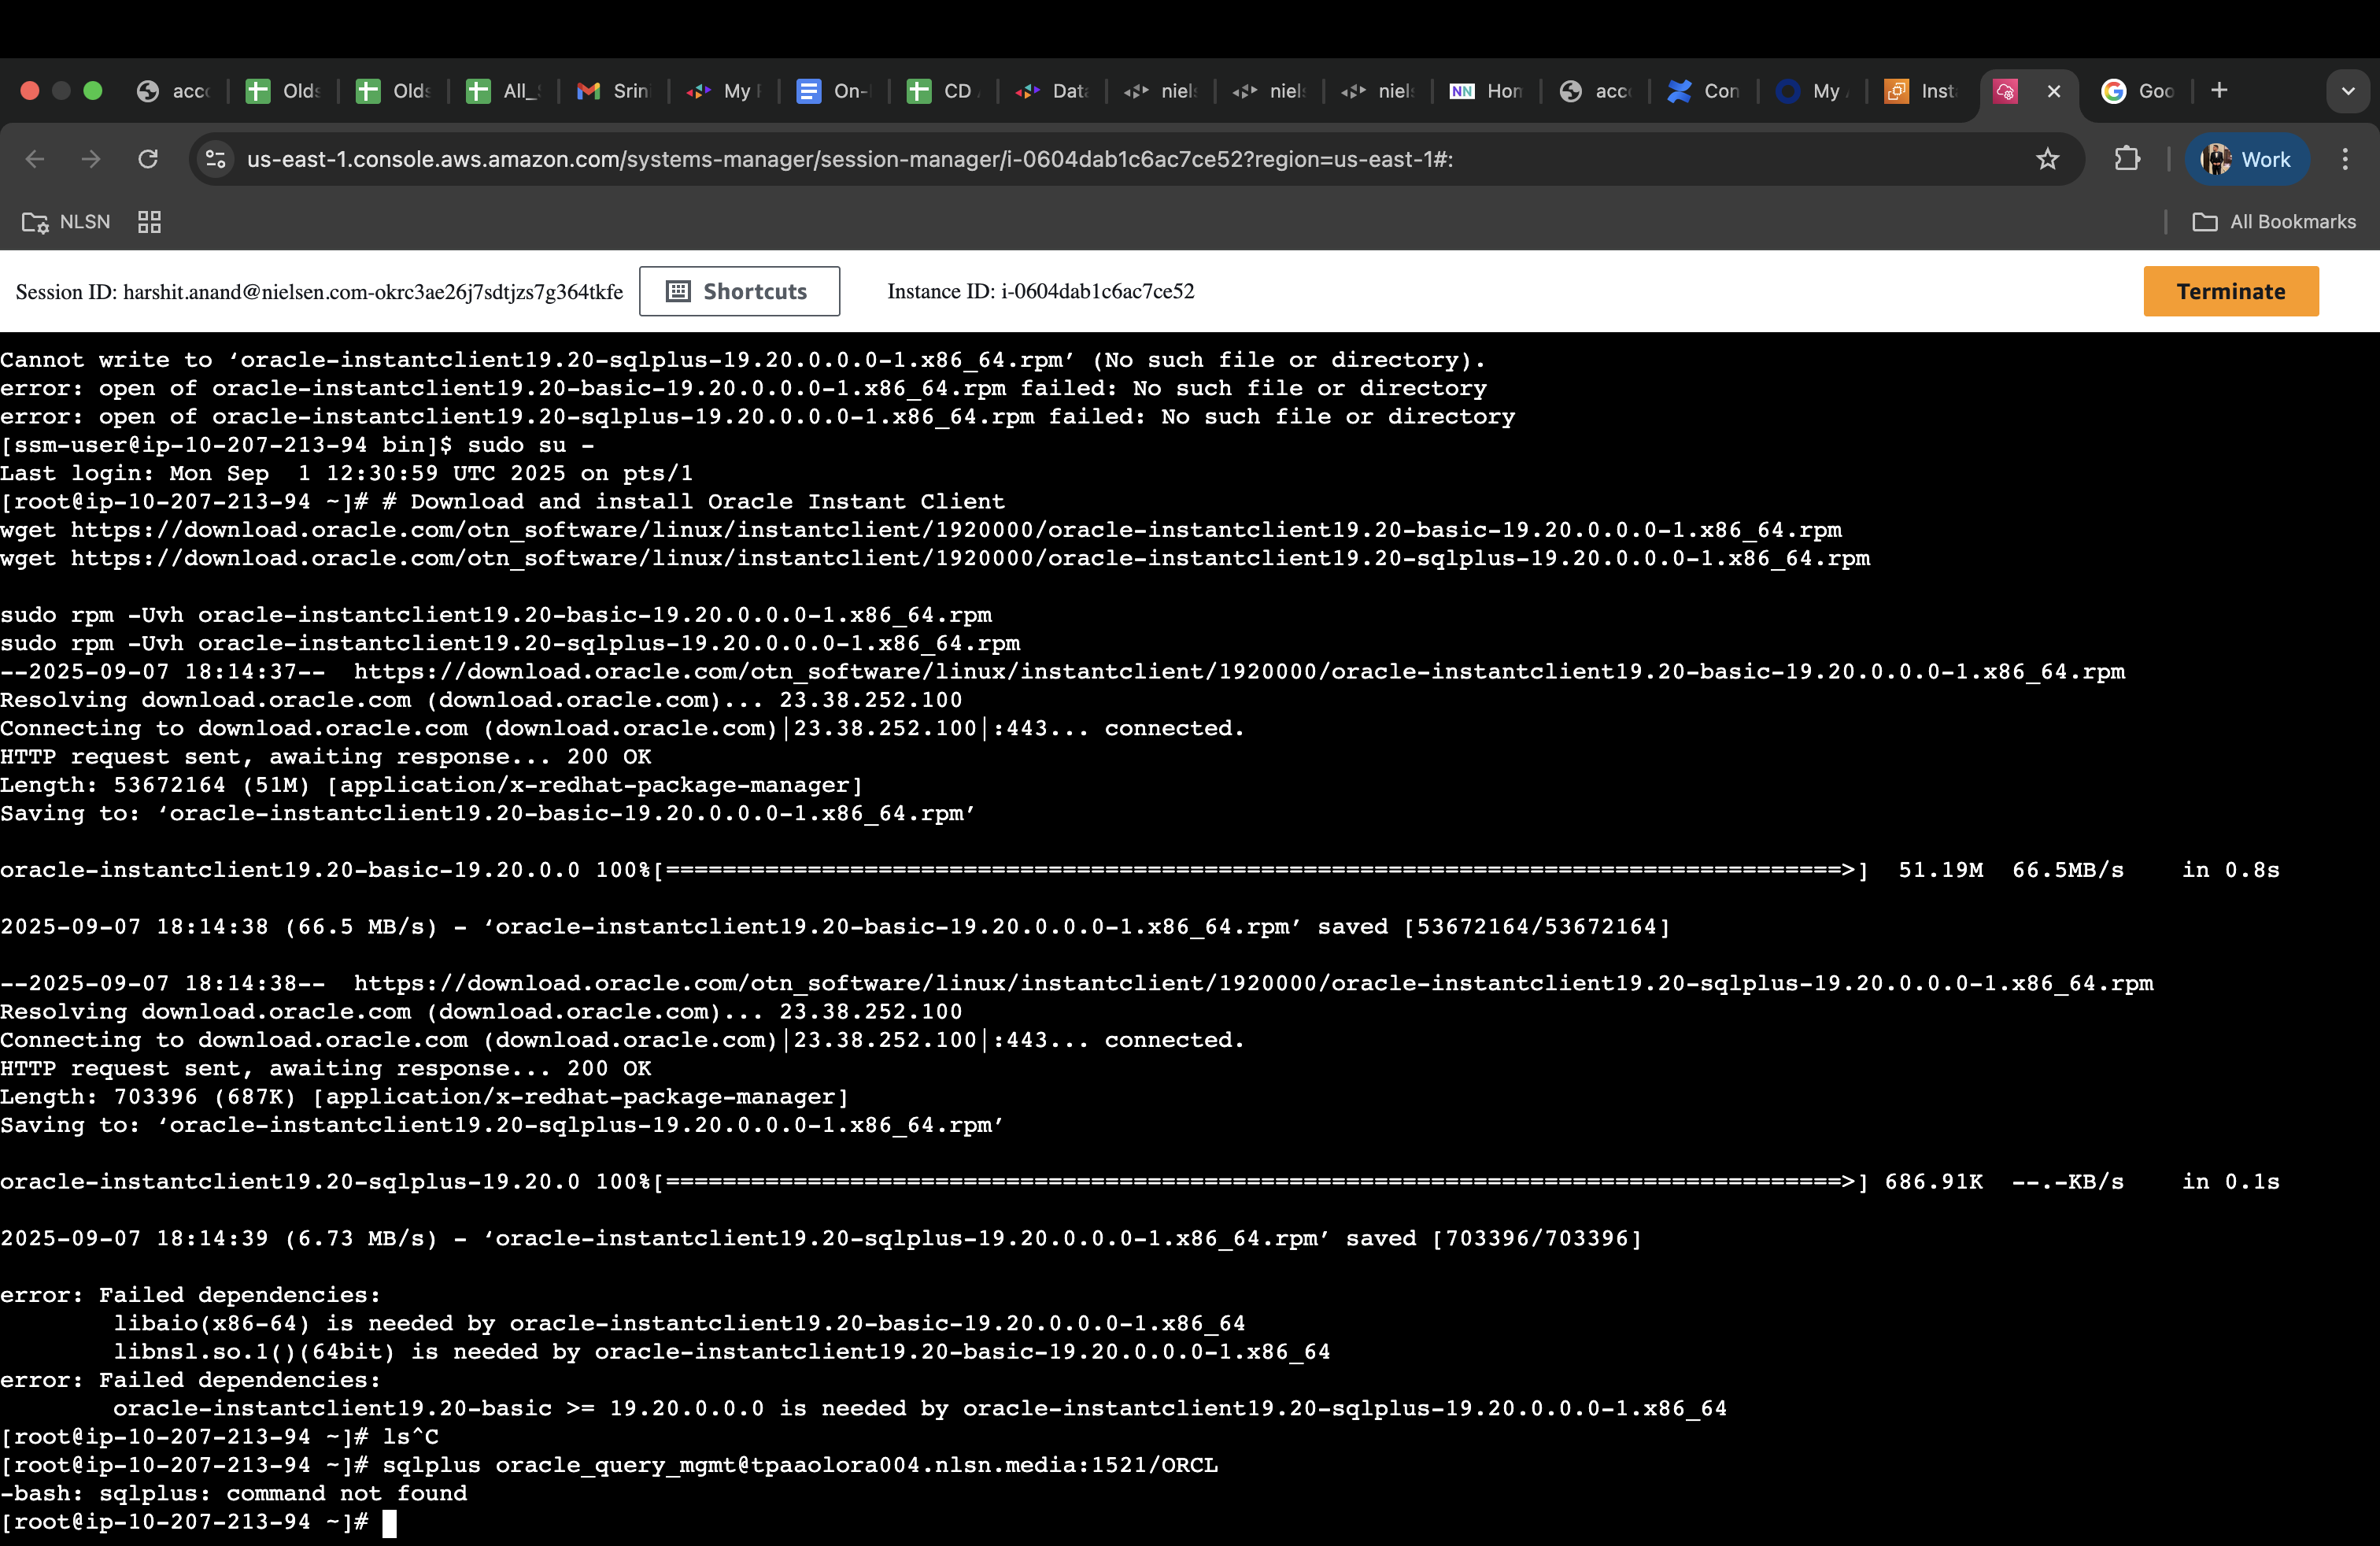 acco
Olds
Olds
All_S
Srini
My F
On-
CD A
Data
niels
niels
niels
NN
Hom
acco
Con
My A
Insta
Goo
us-east-1.console.aws.amazon.com/systems-manager/session-manager/i-0604dab1c6ac7ce52?region=us-east-1#:
Work
NLSN
All Bookmarks
Session ID: harshit.anand@nielsen.com-okrc3ae26j7sdtjzs7g364tkfe
Shortcuts
Instance ID: i-0604dab1c6ac7ce52
Terminate
Cannot write to ‘oracle-instantclient19.20-sqlplus-19.20.0.0.0-1.x86_64.rpm’ (No such file or directory).
error: open of oracle-instantclient19.20-basic-19.20.0.0.0-1.x86_64.rpm failed: No such file or directory
error: open of oracle-instantclient19.20-sqlplus-19.20.0.0.0-1.x86_64.rpm failed: No such file or directory
[ssm-user@ip-10-207-213-94 bin]$ sudo su -
Last login: Mon Sep  1 12:30:59 UTC 2025 on pts/1
[root@ip-10-207-213-94 ~]# # Download and install Oracle Instant Client
wget https://download.oracle.com/otn_software/linux/instantclient/1920000/oracle-instantclient19.20-basic-19.20.0.0.0-1.x86_64.rpm
wget https://download.oracle.com/otn_software/linux/instantclient/1920000/oracle-instantclient19.20-sqlplus-19.20.0.0.0-1.x86_64.rpm
sudo rpm -Uvh oracle-instantclient19.20-basic-19.20.0.0.0-1.x86_64.rpm
sudo rpm -Uvh oracle-instantclient19.20-sqlplus-19.20.0.0.0-1.x86_64.rpm
--2025-09-07 18:14:37--  https://download.oracle.com/otn_software/linux/instantclient/1920000/oracle-instantclient19.20-basic-19.20.0.0.0-1.x86_64.rpm
Resolving download.oracle.com (download.oracle.com)... 23.38.252.100
Connecting to download.oracle.com (download.oracle.com)|23.38.252.100|:443... connected.
HTTP request sent, awaiting response... 200 OK
Length: 53672164 (51M) [application/x-redhat-package-manager]
Saving to: ‘oracle-instantclient19.20-basic-19.20.0.0.0-1.x86_64.rpm’
oracle-instantclient19.20-basic-19.20.0.0 100%[===================================================================================>]  51.19M  66.5MB/s    in 0.8s
2025-09-07 18:14:38 (66.5 MB/s) - ‘oracle-instantclient19.20-basic-19.20.0.0.0-1.x86_64.rpm’ saved [53672164/53672164]
--2025-09-07 18:14:38--  https://download.oracle.com/otn_software/linux/instantclient/1920000/oracle-instantclient19.20-sqlplus-19.20.0.0.0-1.x86_64.rpm
Resolving download.oracle.com (download.oracle.com)... 23.38.252.100
Connecting to download.oracle.com (download.oracle.com)|23.38.252.100|:443... connected.
HTTP request sent, awaiting response... 200 OK
Length: 703396 (687K) [application/x-redhat-package-manager]
Saving to: ‘oracle-instantclient19.20-sqlplus-19.20.0.0.0-1.x86_64.rpm’
oracle-instantclient19.20-sqlplus-19.20.0 100%[===================================================================================>] 686.91K  --.-KB/s    in 0.1s
2025-09-07 18:14:39 (6.73 MB/s) - ‘oracle-instantclient19.20-sqlplus-19.20.0.0.0-1.x86_64.rpm’ saved [703396/703396]
error: Failed dependencies:
        libaio(x86-64) is needed by oracle-instantclient19.20-basic-19.20.0.0.0-1.x86_64
        libnsl.so.1()(64bit) is needed by oracle-instantclient19.20-basic-19.20.0.0.0-1.x86_64
error: Failed dependencies:
        oracle-instantclient19.20-basic >= 19.20.0.0.0 is needed by oracle-instantclient19.20-sqlplus-19.20.0.0.0-1.x86_64
[root@ip-10-207-213-94 ~]# ls^C
[root@ip-10-207-213-94 ~]# sqlplus oracle_query_mgmt@tpaaolora004.nlsn.media:1521/ORCL
-bash: sqlplus: command not found
[root@ip-10-207-213-94 ~]#